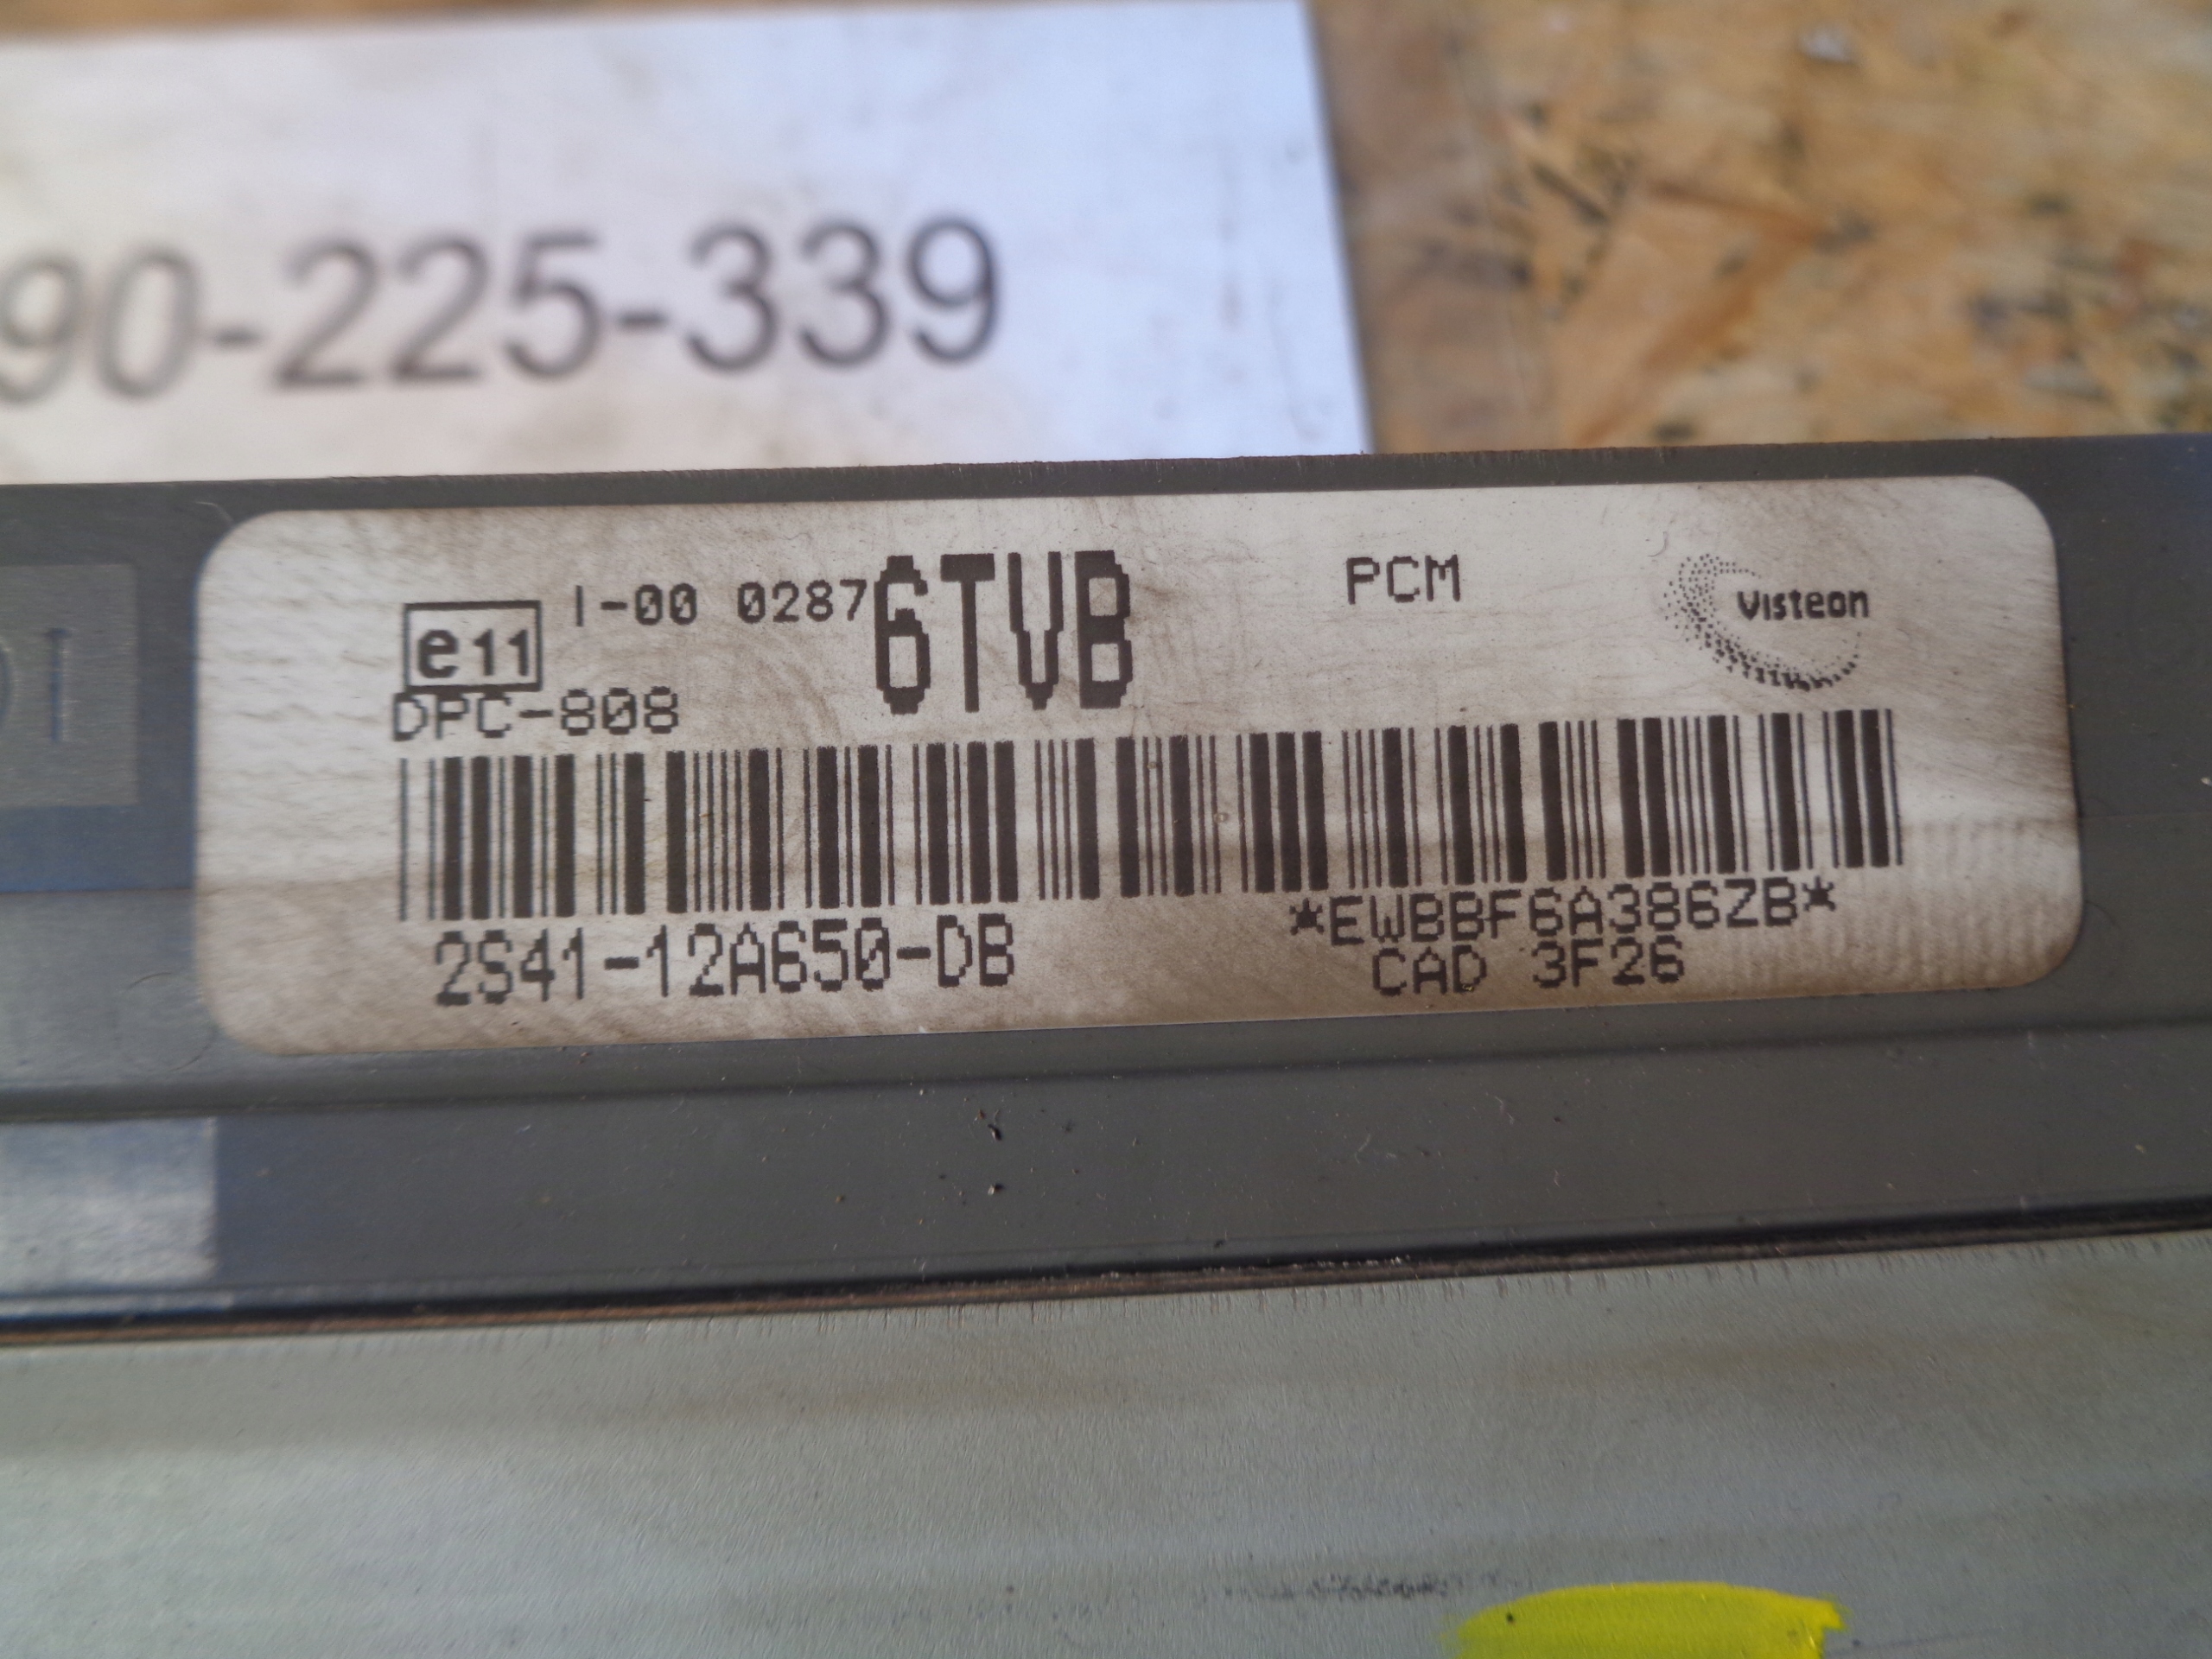 90-225-339
I-00 0287 6TVB PCM Visteon
e11
DPC-808
2S41-12A650-DB *EWBBF6A386ZB*
CAD 3F26